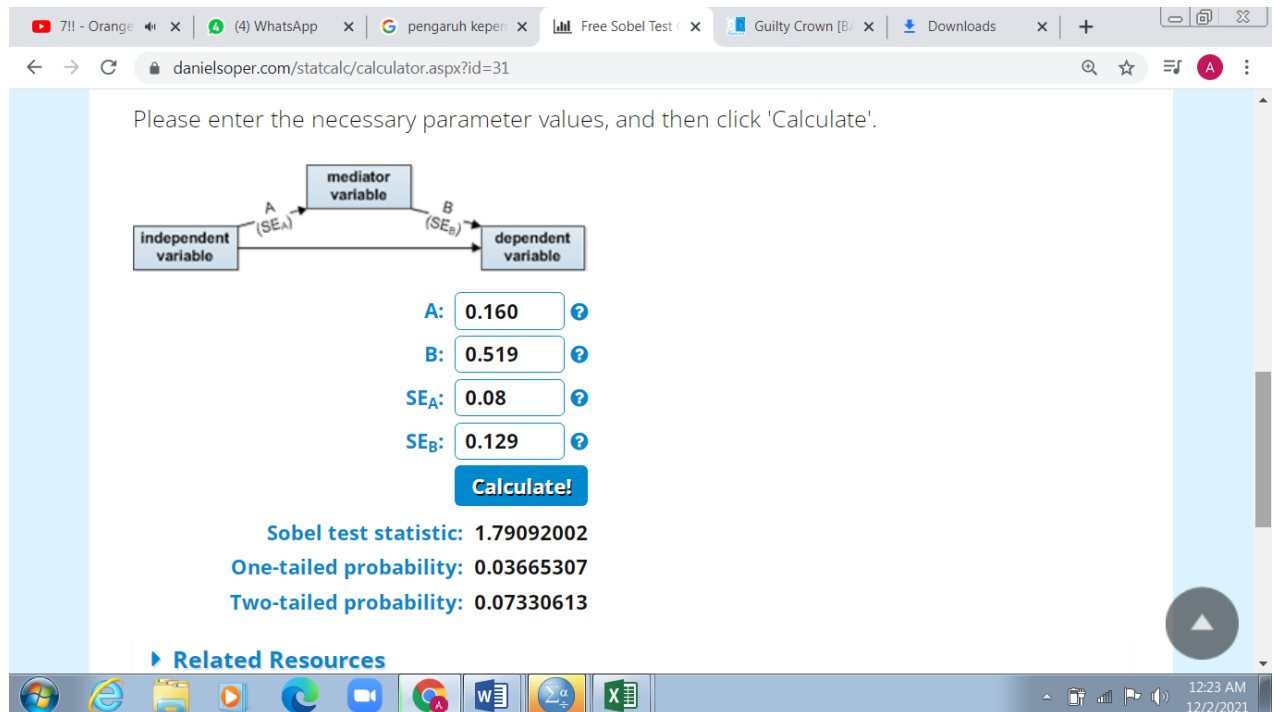 7!! - Orange
(4) WhatsApp
pengaruh kepem
Free Sobel Test
Guilty Crown [BA
Downloads
danielsoper.com/statcalc/calculator.aspx?id=31
A
Please enter the necessary parameter values, and then click 'Calculate'.
mediator
variable
A
(SEA)
B
(SEB)
independent
variable
dependent
variable
A: 0.160
B: 0.519
SEA: 0.08
SEB: 0.129
Calculate!
Sobel test statistic: 1.79092002
One-tailed probability: 0.03665307
Two-tailed probability: 0.07330613
Related Resources
12:23 AM
12/2/2021